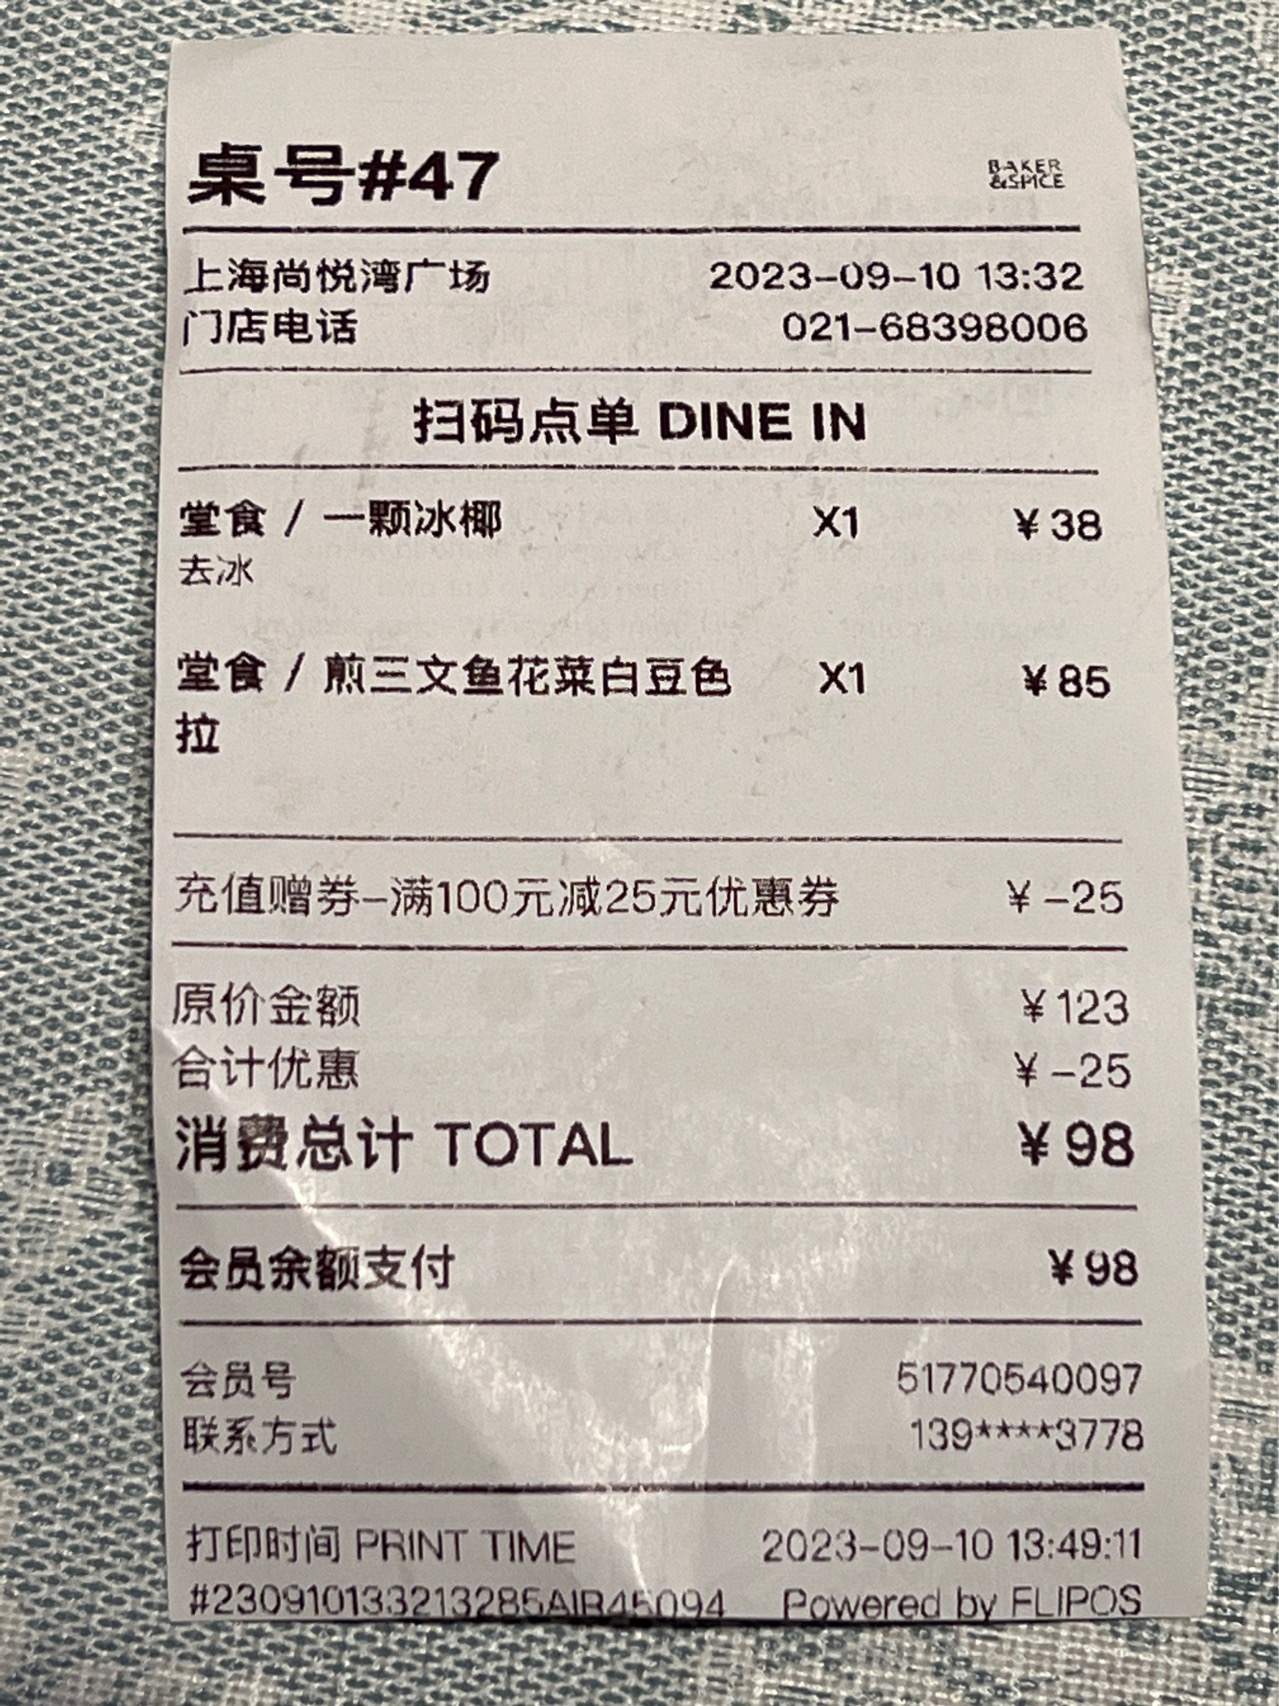 桌号#47
BAKER
&SPICE
上海尚悦湾广场 2023-09-10 13:32
门店电话 021-68398006
扫码点单 DINE IN
堂食 / 一颗冰椰 X1 ¥38
去冰
堂食 / 煎三文鱼花菜白豆色 X1 ¥85
拉
充值赠券-满100元减25元优惠券 ¥ -25
原价金额 ¥123
合计优惠 ¥ -25
消费总计 TOTAL ¥98
会员余额支付 ¥98
会员号 51770540097
联系方式 139****3778
打印时间 PRINT TIME 2023-09-10 13:49:11
#230910133213285AIR45094 Powered by FLIPOS